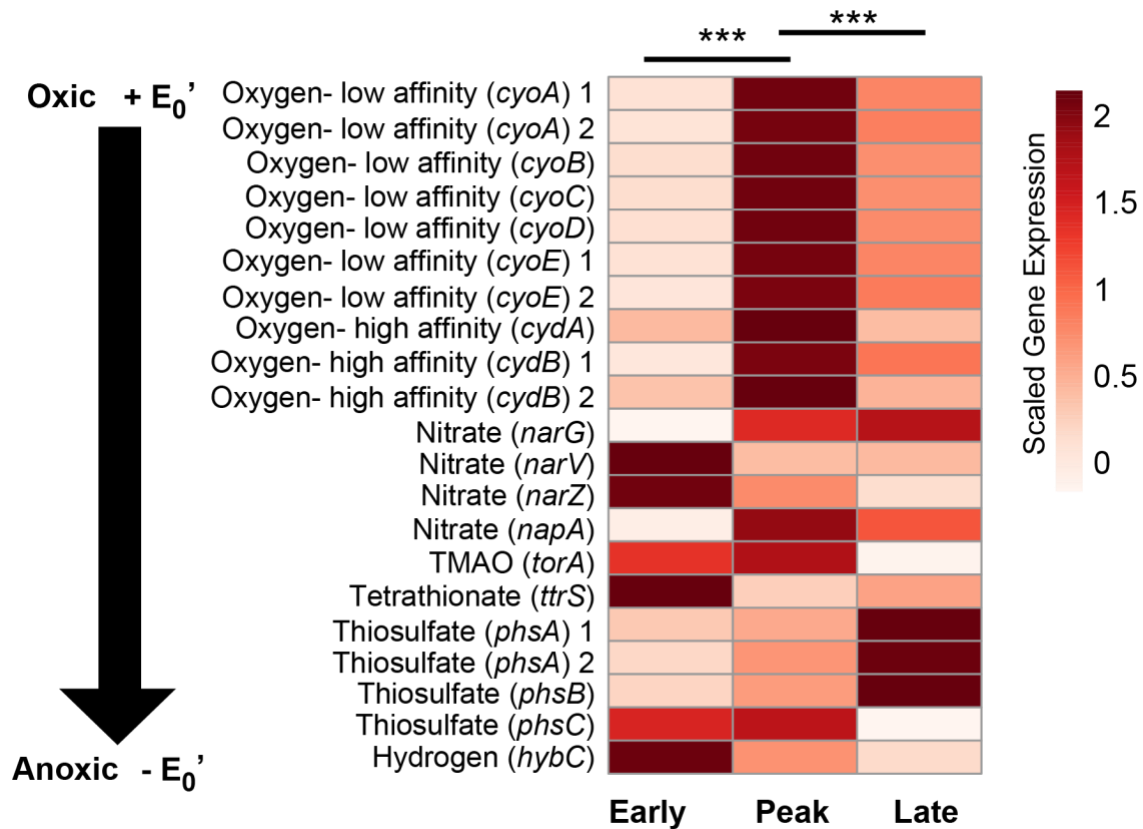 *** ***
Oxic + E0’
Oxygen- low affinity (cyoA) 1
Oxygen- low affinity (cyoA) 2
Oxygen- low affinity (cyoB)
Oxygen- low affinity (cyoC)
Oxygen- low affinity (cyoD)
Oxygen- low affinity (cyoE) 1
Oxygen- low affinity (cyoE) 2
Oxygen- high affinity (cydA)
Oxygen- high affinity (cydB) 1
Oxygen- high affinity (cydB) 2
Nitrate (narG)
Nitrate (narV)
Nitrate (narZ)
Nitrate (napA)
TMAO (torA)
Tetrathionate (ttrS)
Thiosulfate (phsA) 1
Thiosulfate (phsA) 2
Thiosulfate (phsB)
Thiosulfate (phsC)
Hydrogen (hybC)
Anoxic - E0’
Early Peak Late
Scaled Gene Expression
2
1.5
1
0.5
0